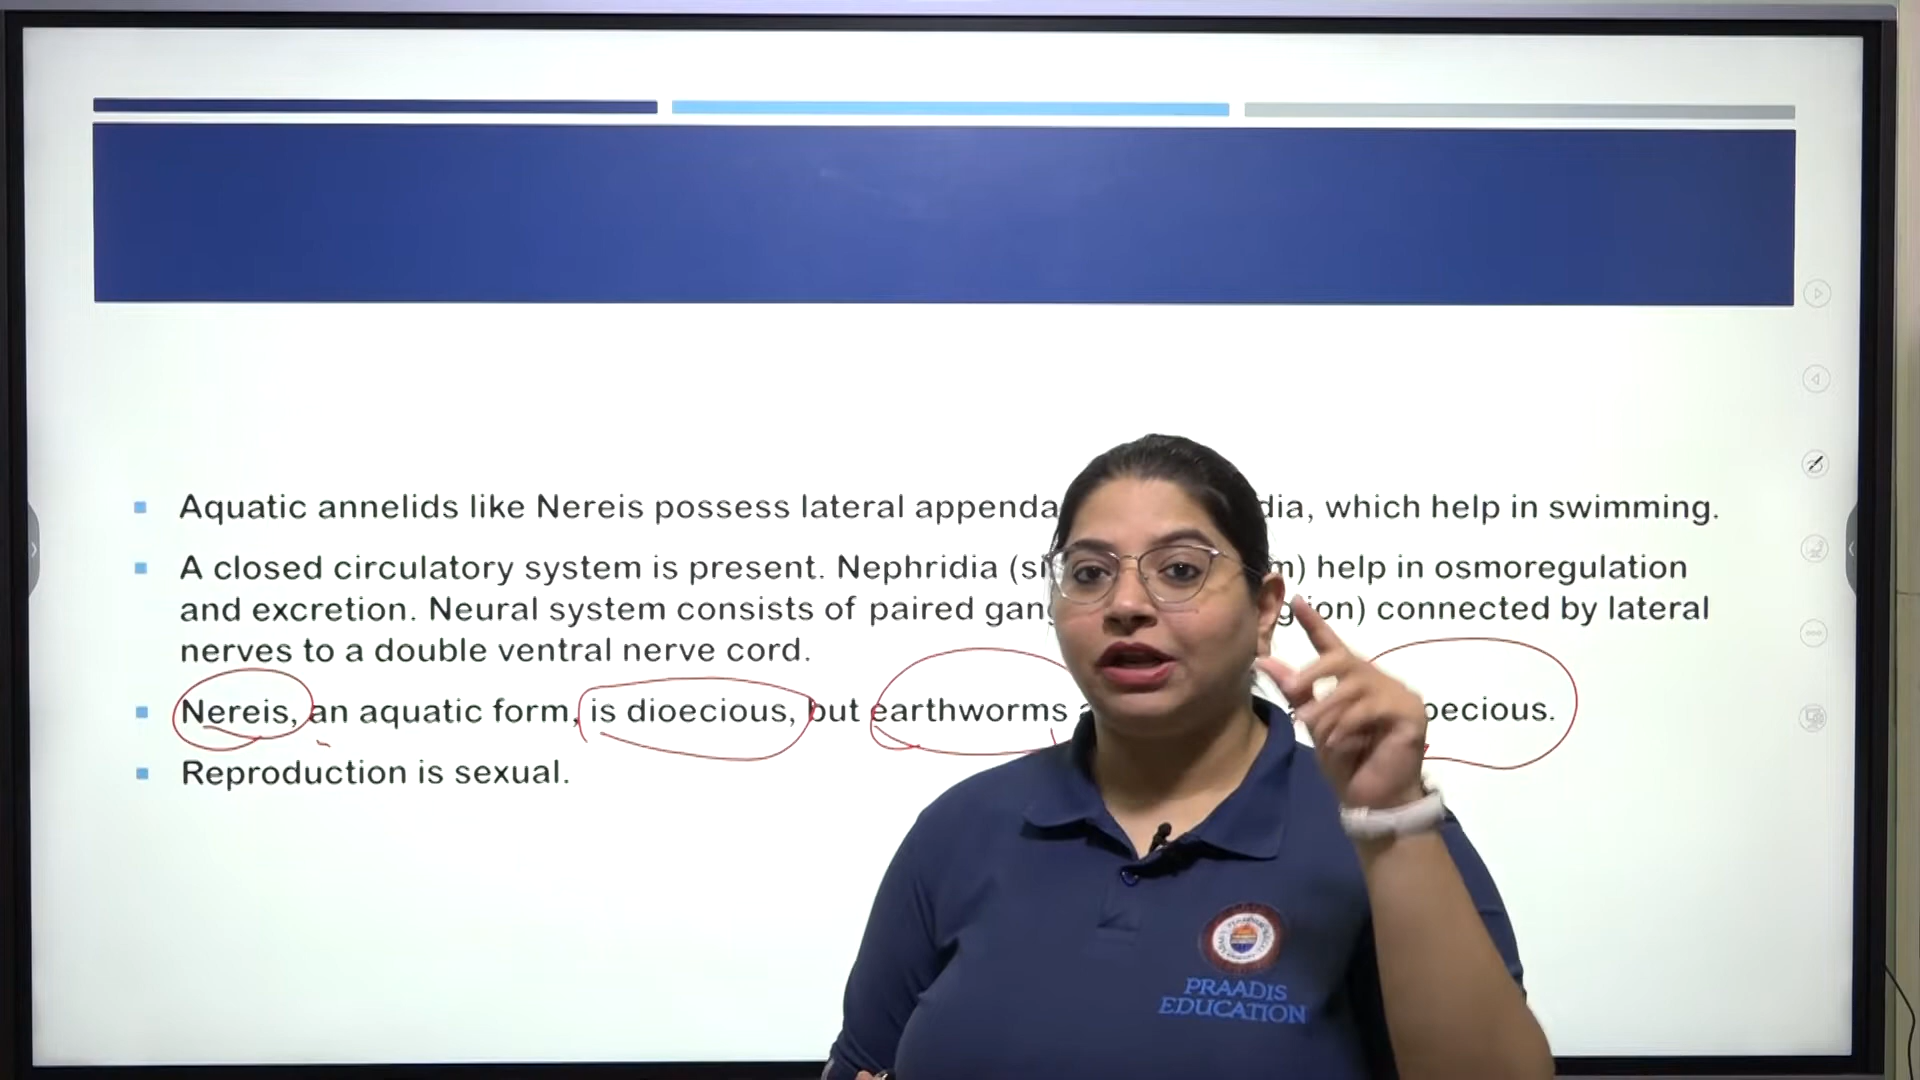 Aquatic annelids like Nereis possess lateral appenda dia, which help in swimming.
A closed circulatory system is present. Nephridia (si m) help in osmoregulation
and excretion. Neural system consists of paired gang gion) connected by lateral
nerves to a double ventral nerve cord.
Nereis, an aquatic form, is dioecious, but earthworms a oecious.
Reproduction is sexual.
PRAADIS
EDUCATION